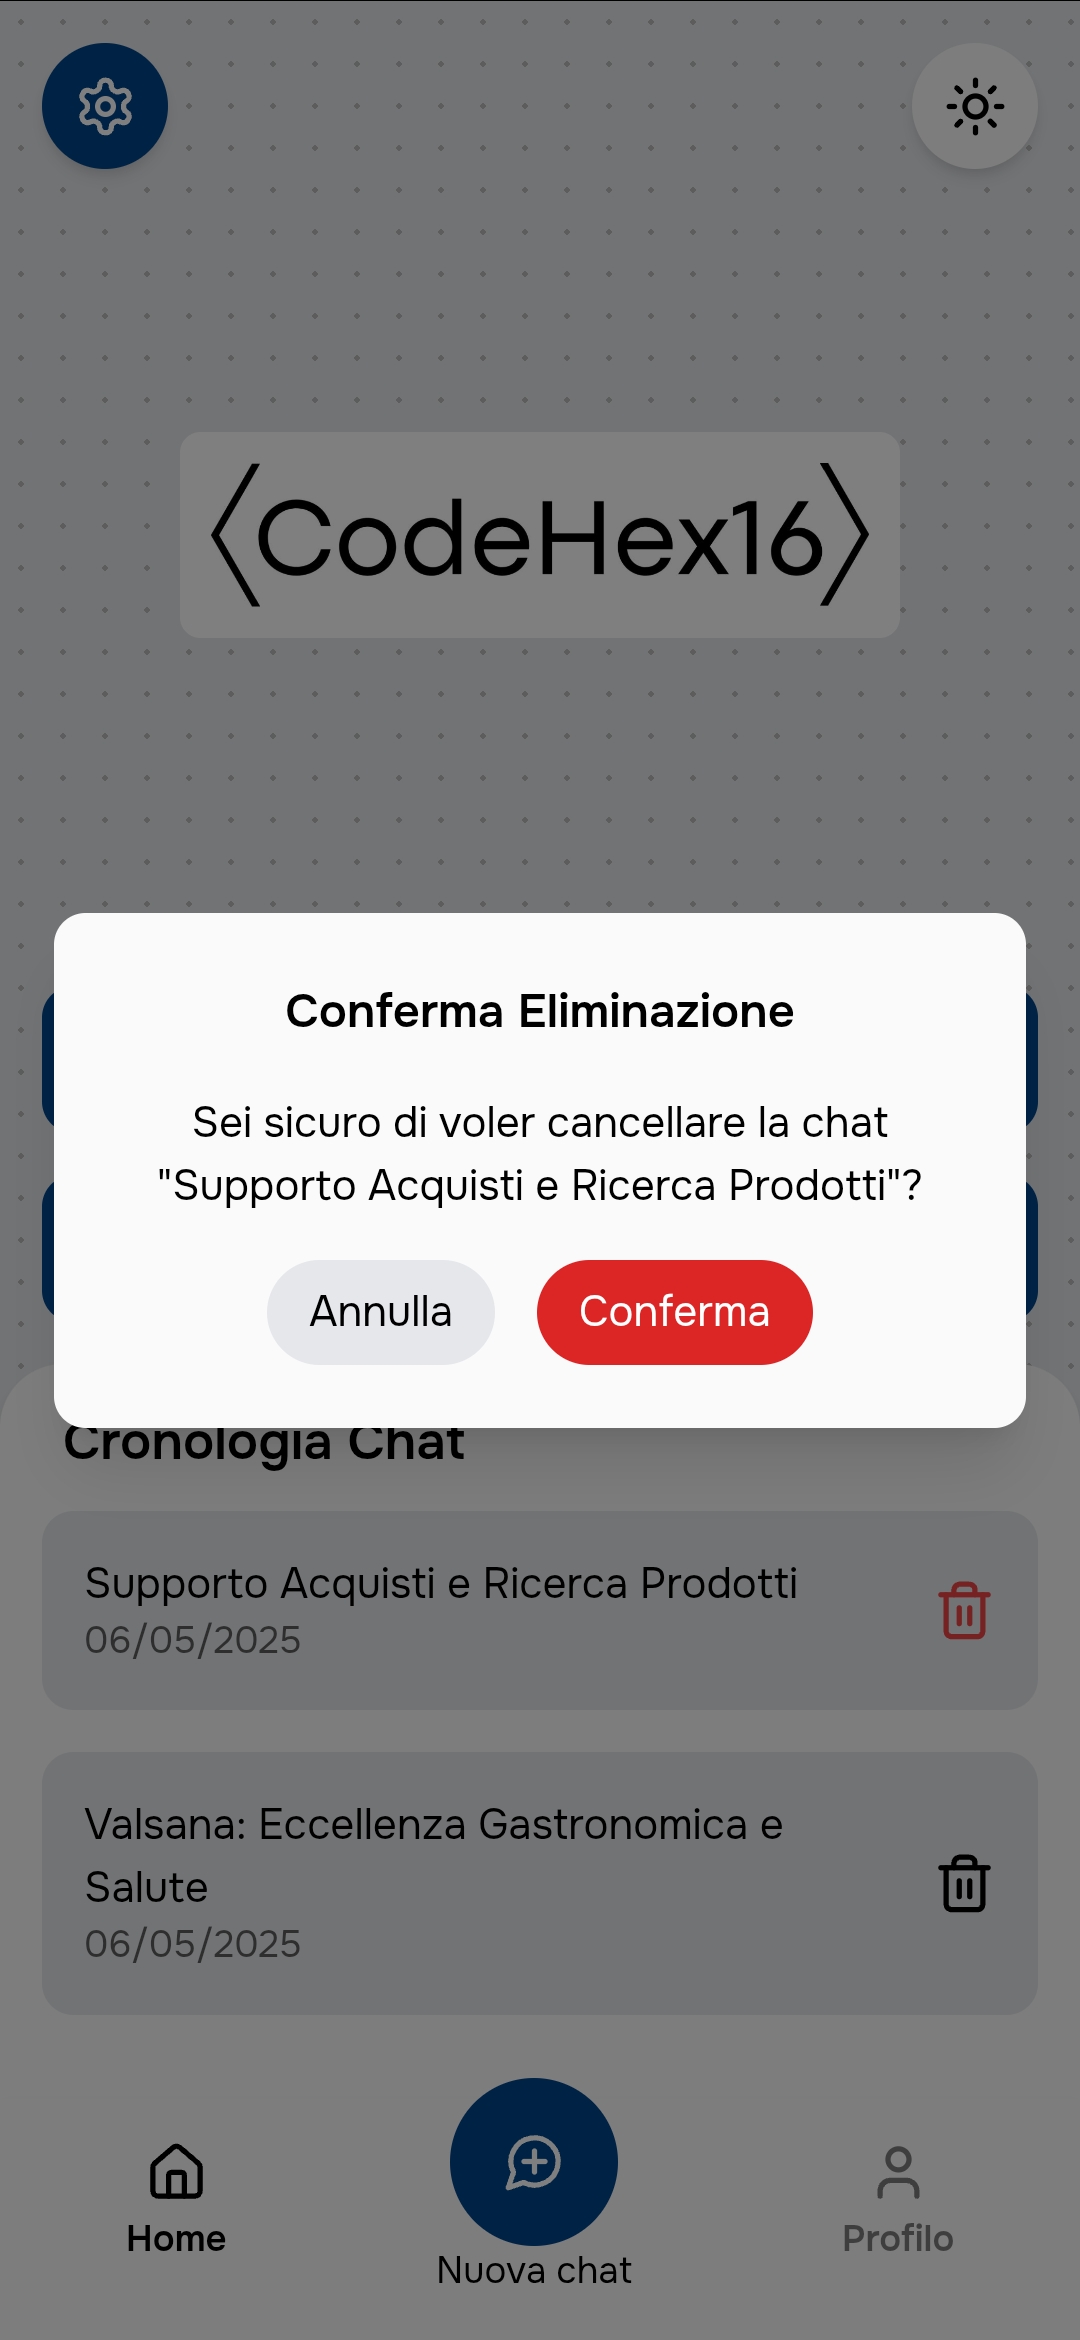 CodeHex16
Conferma Eliminazione
Sei sicuro di voler cancellare la chat
"Supporto Acquisti e Ricerca Prodotti"?
Annulla
Conferma
Cronologia Chat
Supporto Acquisti e Ricerca Prodotti
06/05/2025
Valsana: Eccellenza Gastronomica e
Salute
06/05/2025
Home
Nuova chat
Profilo